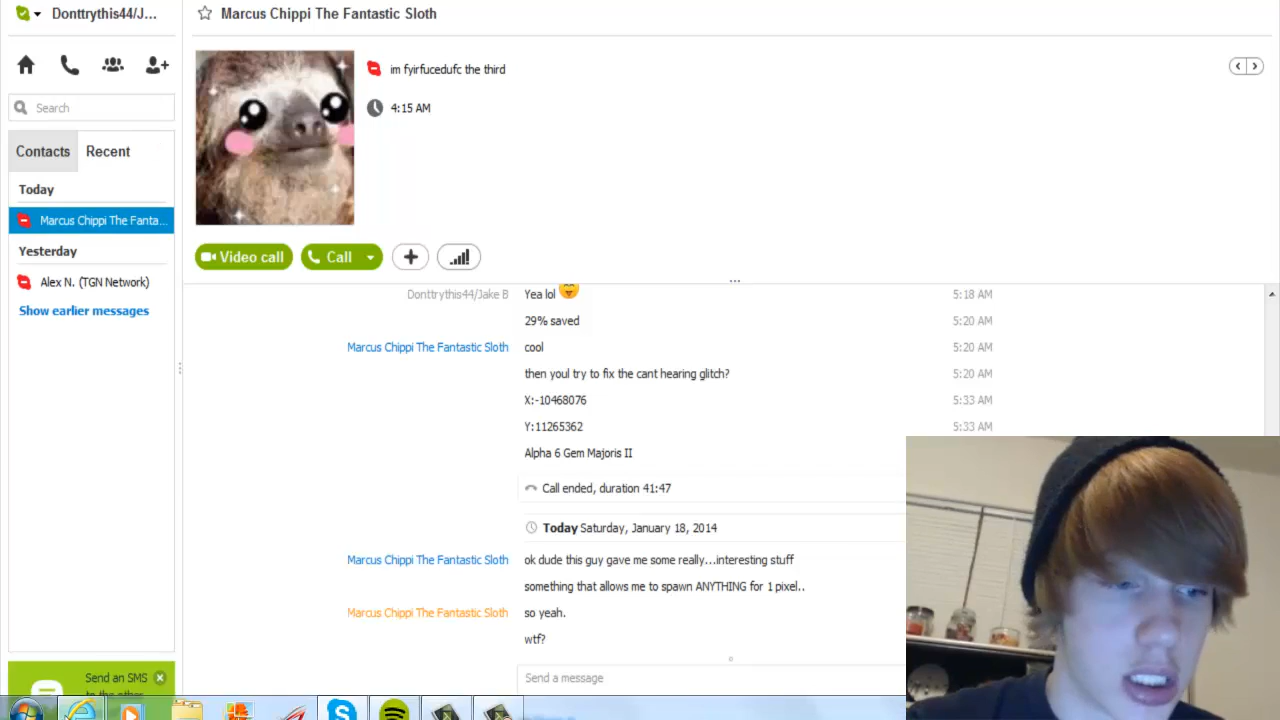 Donttrythis44/J...
Marcus Chippi The Fantastic Sloth
im fyirfucedufc the third
4:15 AM
Search
Contacts
Recent
Today
Marcus Chippi The Fanta...
Yesterday
Alex N. (TGN Network)
Show earlier messages
Video call
Call
Donttrythis44/Jake B Yea lol 5:18 AM
29% saved 5:20 AM
Marcus Chippi The Fantastic Sloth cool 5:20 AM
then youl try to fix the cant hearing glitch? 5:20 AM
X:-10468076 5:33 AM
Y:11265362 5:33 AM
Alpha 6 Gem Majoris II
Call ended, duration 41:47
Today Saturday, January 18, 2014
Marcus Chippi The Fantastic Sloth ok dude this guy gave me some really...interesting stuff
something that allows me to spawn ANYTHING for 1 pixel..
Marcus Chippi The Fantastic Sloth so yeah.
wtf?
Send a message
Send an SMS
to the other